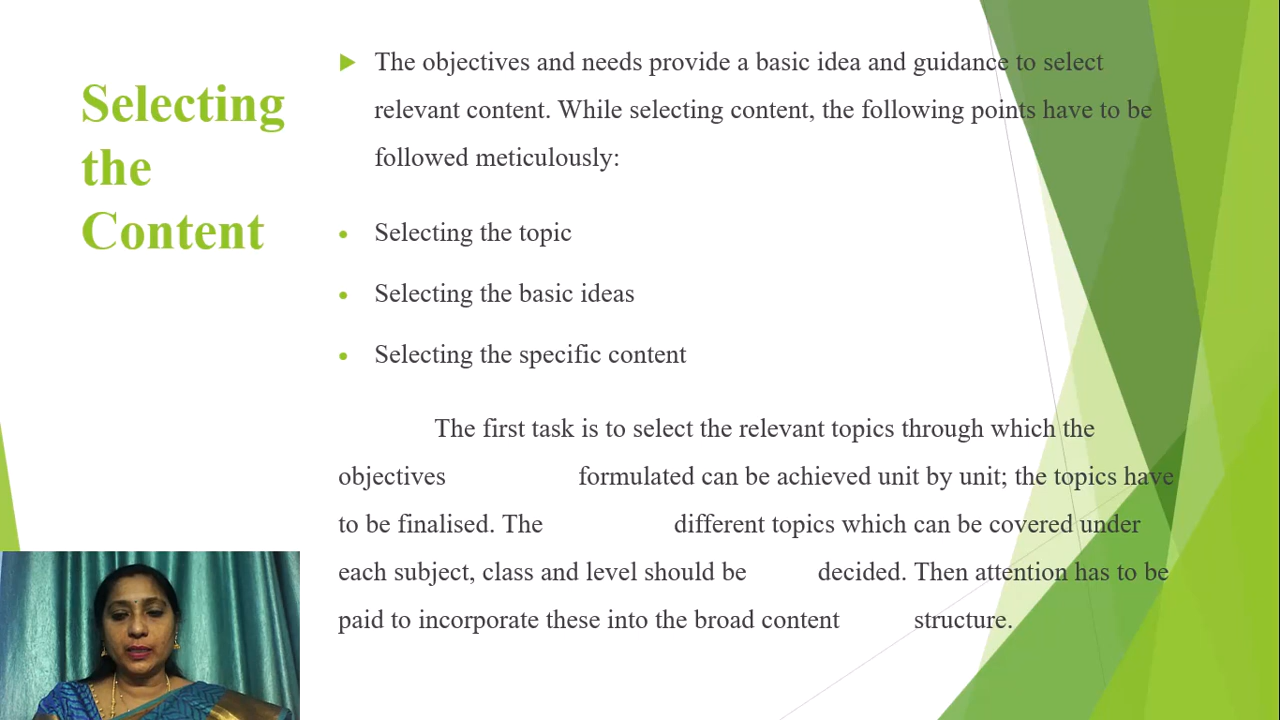 Selecting
the
Content
The objectives and needs provide a basic idea and guidance to select
relevant content. While selecting content, the following points have to be
followed meticulously:
Selecting the topic
Selecting the basic ideas
Selecting the specific content
The first task is to select the relevant topics through which the
objectives formulated can be achieved unit by unit; the topics have
to be finalised. The different topics which can be covered under
each subject, class and level should be decided. Then attention has to be
paid to incorporate these into the broad content structure.